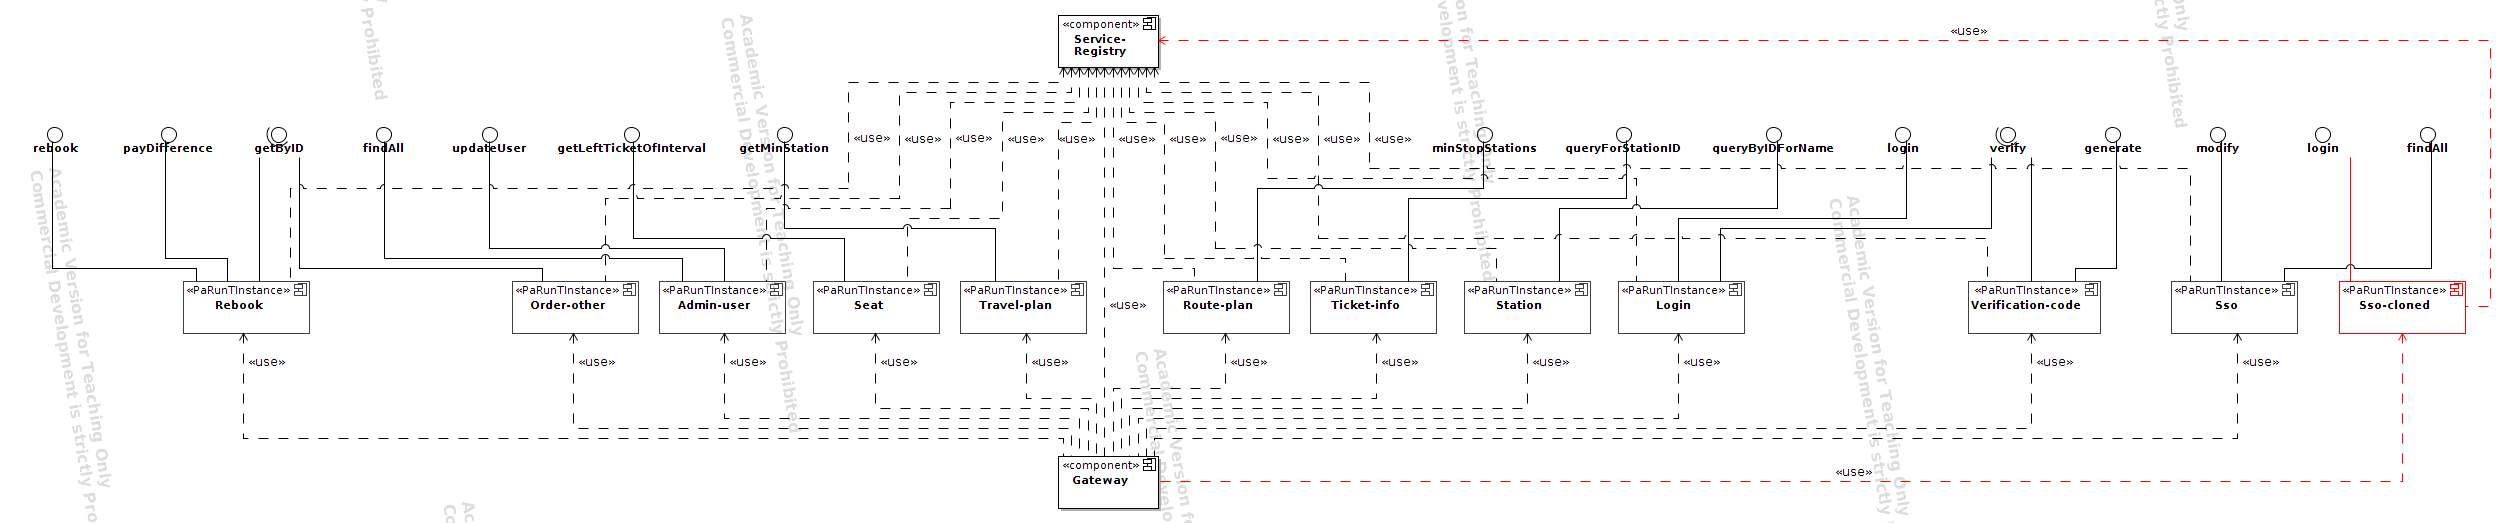 «component»
Service-
Registry
«use»
rebook
payDifference
getByID
findAll
updateUser
getLeftTicketOfInterval
getMinStation
«use»
«use»
«use»
«use»
«use»
«use»
«use»
«use»
«use»
«use»
«use»
minStopStations
queryForStationID
queryByIDForName
login
verify
generate
modify
login
findAll
«PaRunTInstance»
Rebook
«PaRunTInstance»
Order-other
«PaRunTInstance»
Admin-user
«PaRunTInstance»
Seat
«PaRunTInstance»
Travel-plan
«use»
«PaRunTInstance»
Route-plan
«PaRunTInstance»
Ticket-info
«PaRunTInstance»
Station
«PaRunTInstance»
Login
«PaRunTInstance»
Verification-code
«PaRunTInstance»
Sso
«PaRunTInstance»
Sso-cloned
«use»
«use»
«use»
«use»
«use»
«use»
«use»
«use»
«use»
«use»
«use»
«component»
Gateway
«use»
Academic Version for Teaching Only
Commercial Development is strictly Prohibited